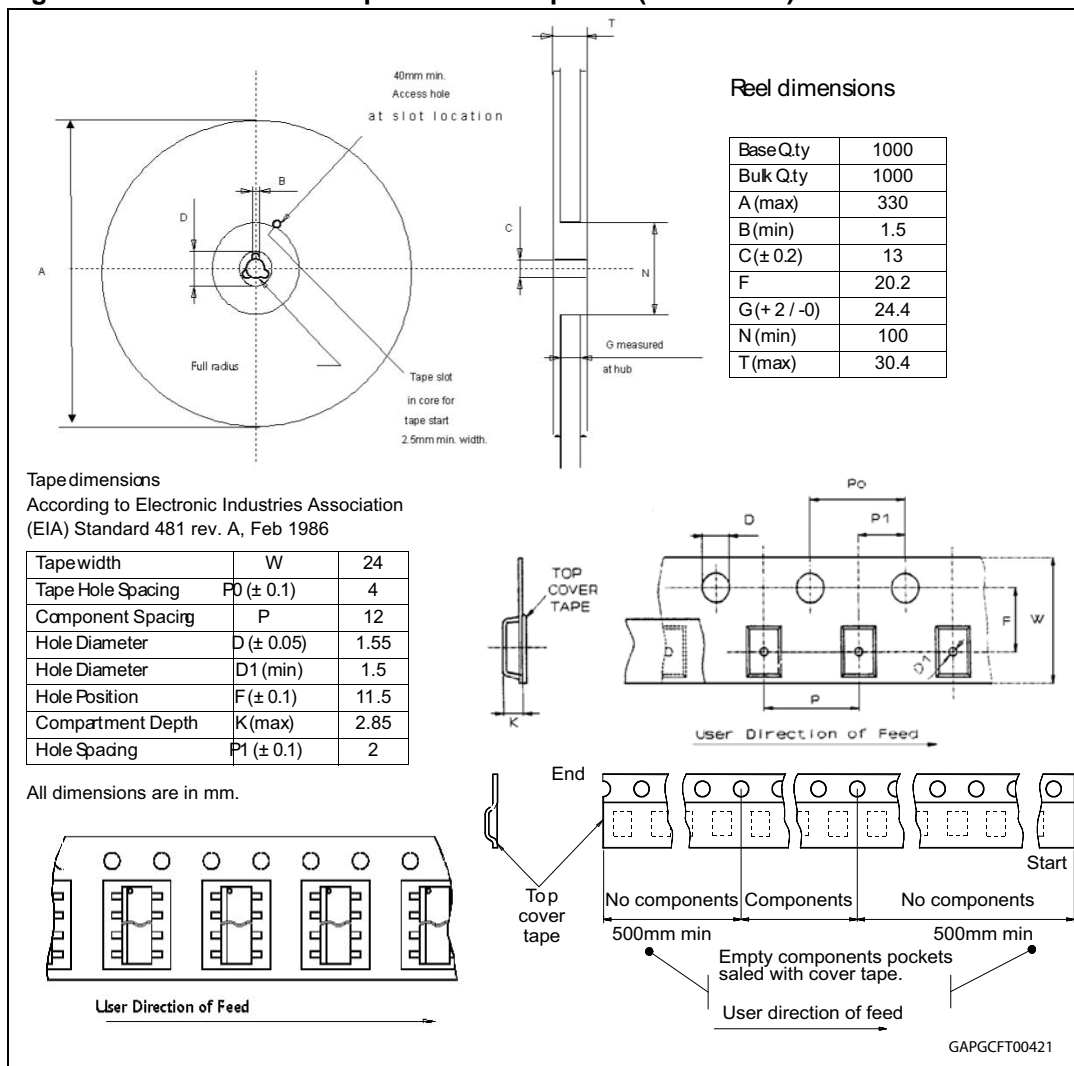 T
40mm min.
Access hole
at slot location
B
D
C
A
N
Full radius
G measured
at hub
Tape slot
in core for
tape start
2.5mm min. width.
Reel dimensions
Base Q.ty 1000
Bulk Q.ty 1000
A (max) 330
B (min) 1.5
C (± 0.2) 13
F 20.2
G (+ 2 / -0) 24.4
N (min) 100
T (max) 30.4
Tape dimensions
According to Electronic Industries Association
(EIA) Standard 481 rev. A, Feb 1986
Tape width W 24
Tape Hole Spacing P0 (± 0.1) 4
Component Spacing P 12
Hole Diameter D (± 0.05) 1.55
Hole Diameter D1 (min) 1.5
Hole Position F (± 0.1) 11.5
Compartment Depth K (max) 2.85
Hole Spacing P1 (± 0.1) 2
All dimensions are in mm.
Po
D
P1
TOP
COVER
TAPE
F
W
D1
K
P
User Direction of Feed
End
Start
Top
cover
tape
No components
Components
No components
500mm min
500mm min
Empty components pockets
saled with cover tape.
User direction of feed
User Direction of Feed
GAPGCFT00421